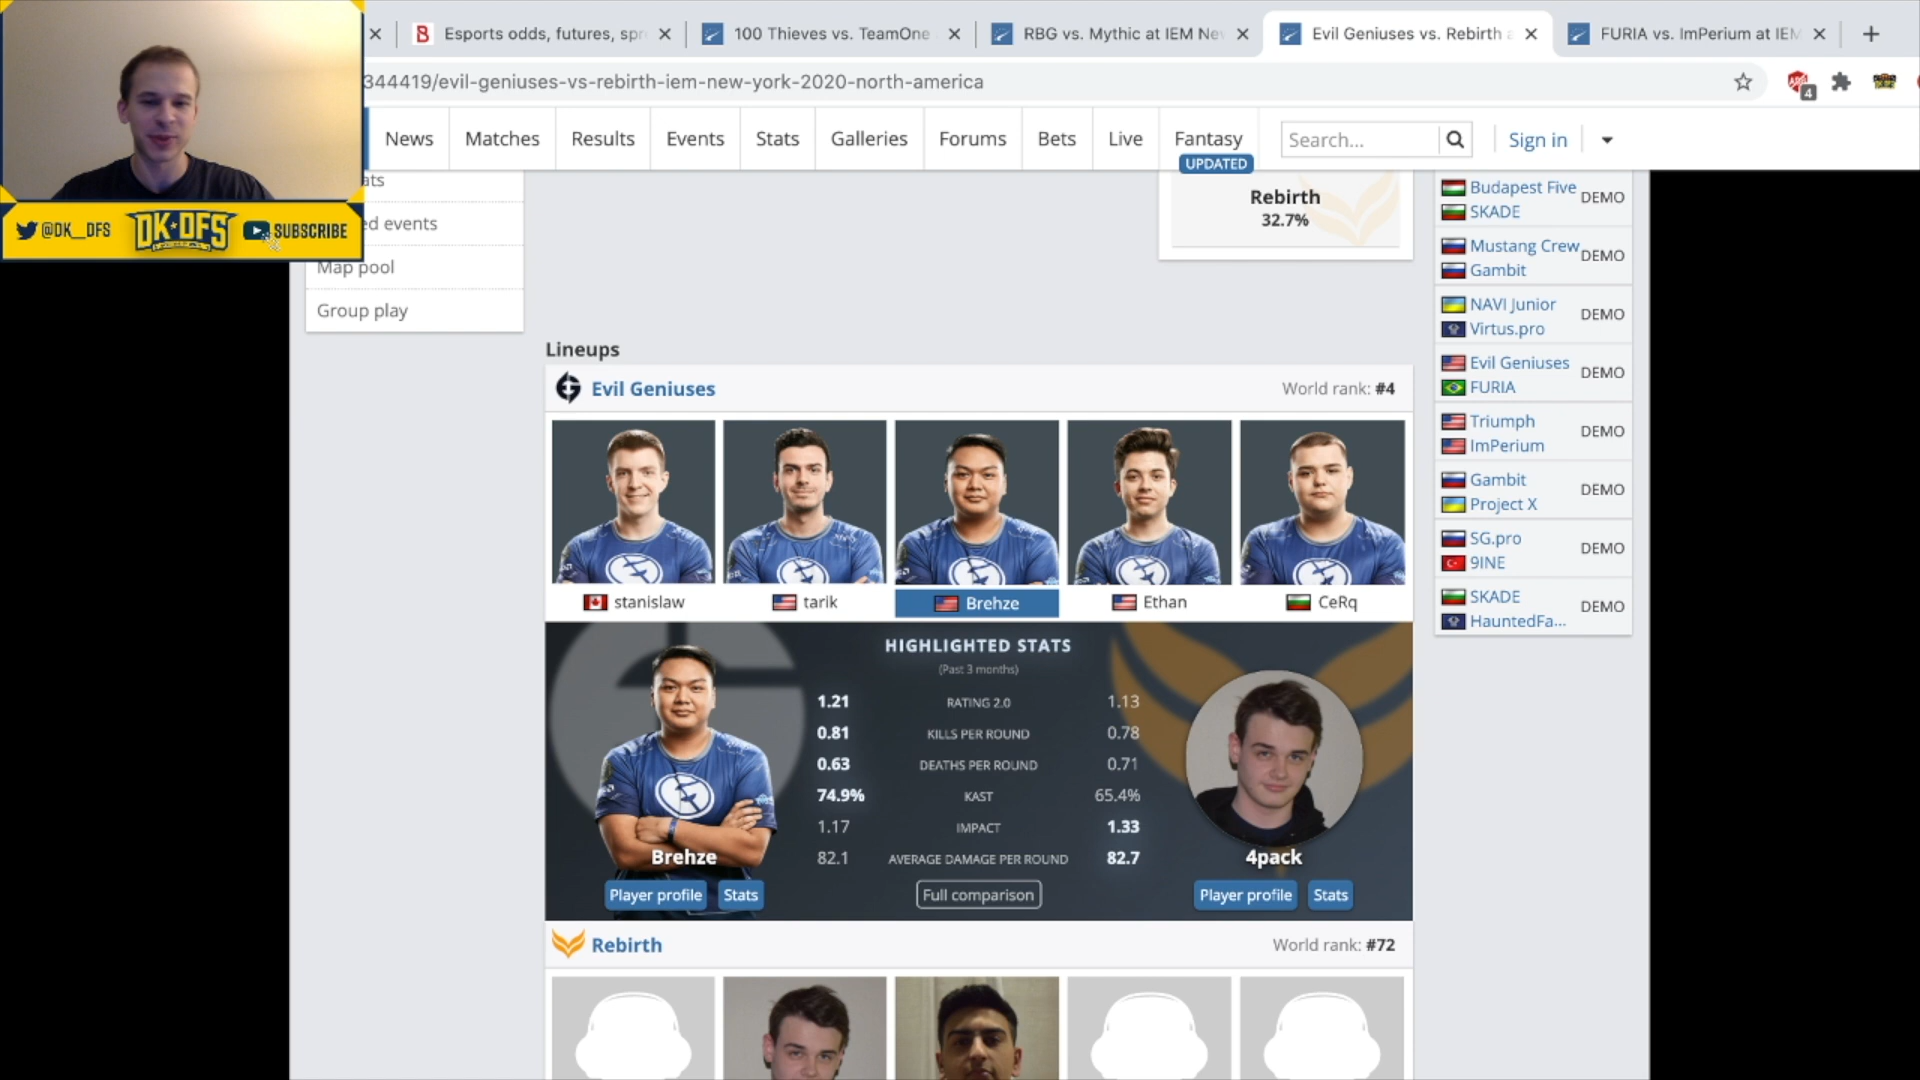 Esports odds, futures, spr
100 Thieves vs. TeamOne
RBG vs. Mythic at IEM Ne
Evil Geniuses vs. Rebirth a
FURIA vs. ImPerium at IEM
344419/evil-geniuses-vs-rebirth-iem-new-york-2020-north-america
4
News
Matches
Results
Events
Stats
Galleries
Forums
Bets
Live
Fantasy
UPDATED
Search...
Sign in
@DK__DFS
DK★DFS
SUBSCRIBE
ats
ed events
Map pool
Group play
Rebirth
32.7%
Budapest Five
SKADE
DEMO
Mustang Crew
Gambit
DEMO
NAVI Junior
Virtus.pro
DEMO
Evil Geniuses
FURIA
DEMO
Triumph
ImPerium
DEMO
Gambit
Project X
DEMO
SG.pro
9INE
DEMO
SKADE
HauntedFa...
DEMO
Lineups
Evil Geniuses
World rank: #4
stanislaw
tarik
Brehze
Ethan
CeRq
HIGHLIGHTED STATS
(Past 3 months)
1.21 RATING 2.0 1.13
0.81 KILLS PER ROUND 0.78
0.63 DEATHS PER ROUND 0.71
74.9% KAST 65.4%
1.17 IMPACT 1.33
82.1 AVERAGE DAMAGE PER ROUND 82.7
Brehze
4pack
Player profile
Stats
Full comparison
Player profile
Stats
Rebirth
World rank: #72